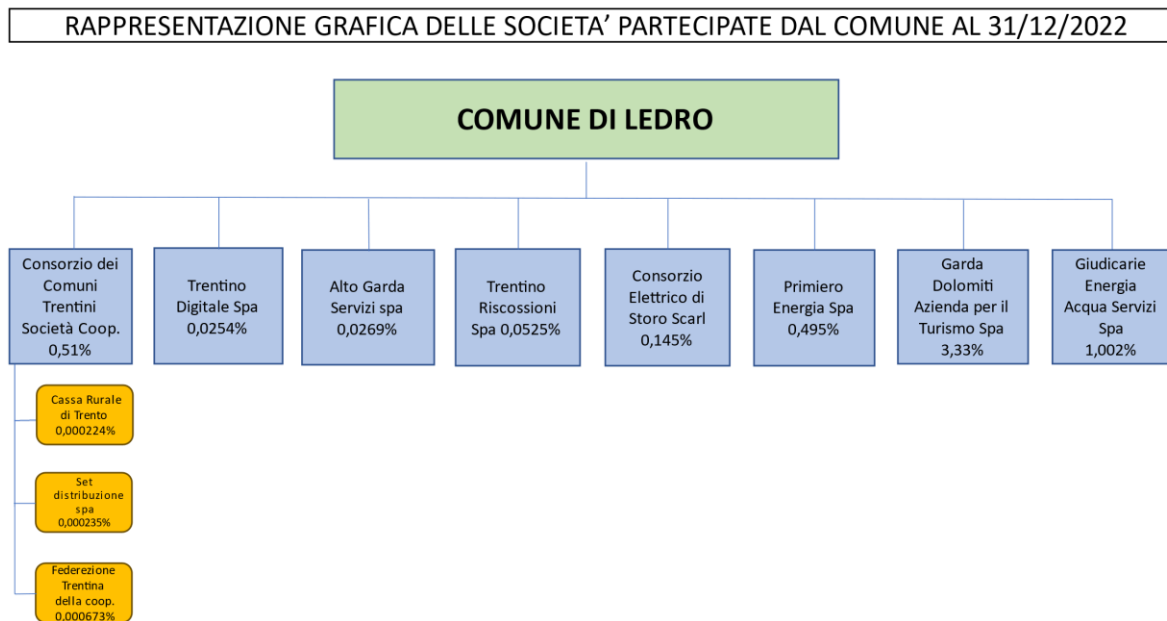 RAPPRESENTAZIONE GRAFICA DELLE SOCIETA’ PARTECIPATE DAL COMUNE AL 31/12/2022
COMUNE DI LEDRO
Consorzio dei
Comuni
Trentini
Società Coop.
0,51%
Trentino
Digitale Spa
0,0254%
Alto Garda
Servizi spa
0,0269%
Trentino
Riscossioni
Spa 0,0525%
Consorzio
Elettrico di
Storo Scarl
0,145%
Primiero
Energia Spa
0,495%
Garda
Dolomiti
Azienda per il
Turismo Spa
3,33%
Giudicarie
Energia
Acqua Servizi
Spa
1,002%
Cassa Rurale
di Trento
0,000224%
Set
distribuzione
spa
0,000235%
Federezione
Trentina
della coop.
0,000673%